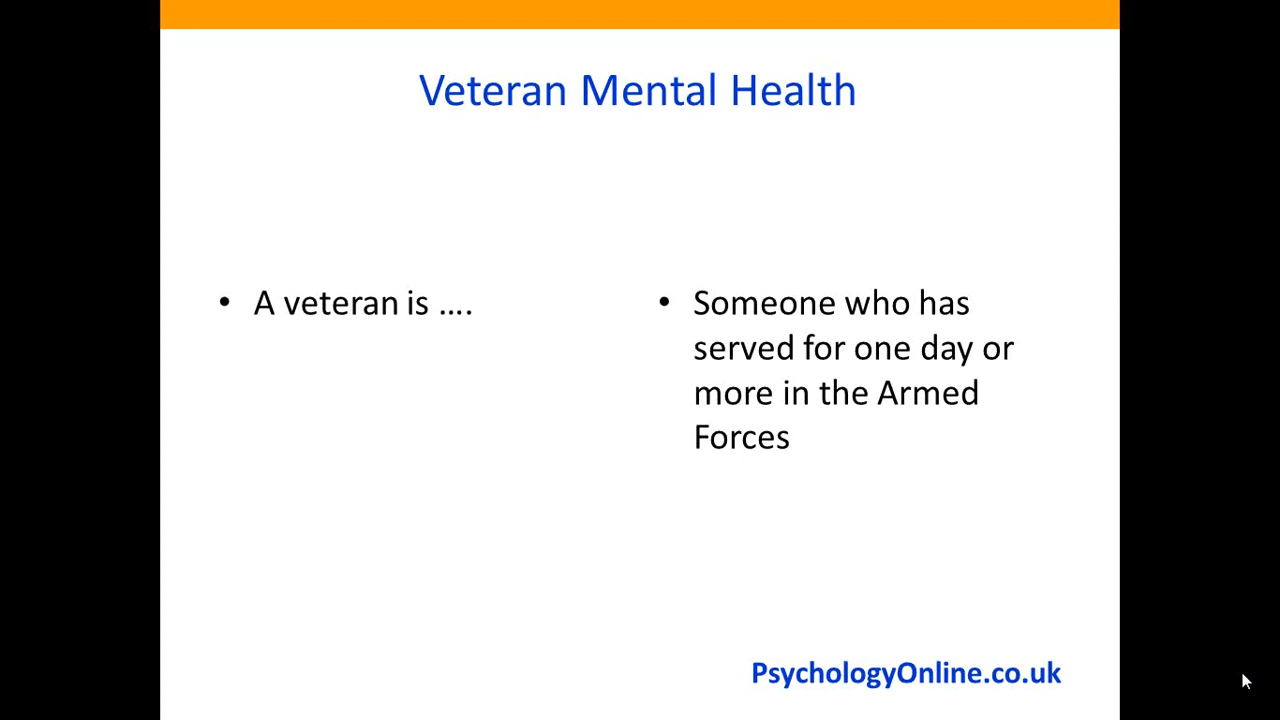 Veteran Mental Health
• A veteran is ....
• Someone who has
served for one day or
more in the Armed
Forces
PsychologyOnline.co.uk